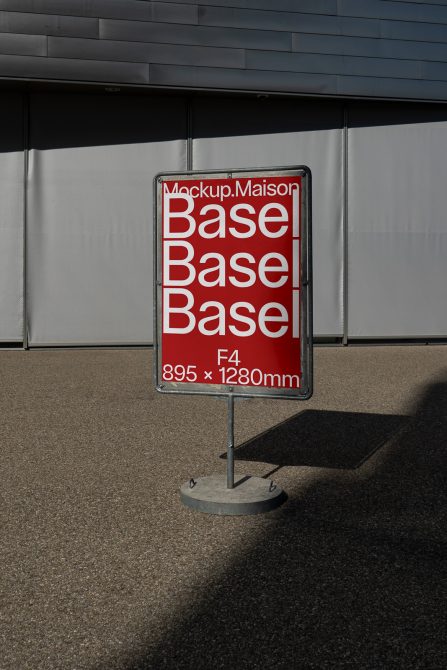 Mockup.Maison
Basel
Basel
Basel
F4
895 × 1280mm